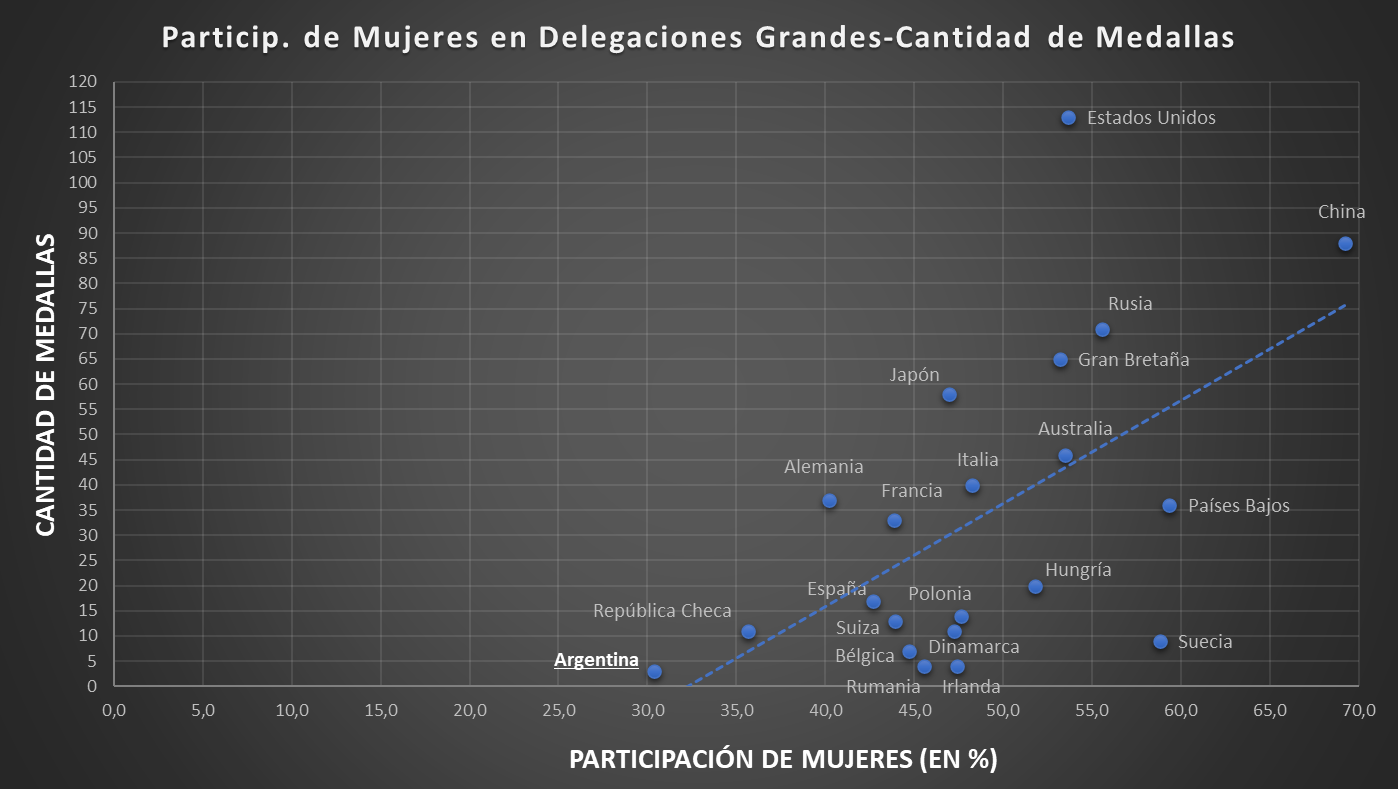 Particip. de Mujeres en Delegaciones Grandes-Cantidad de Medallas
CANTIDAD DE MEDALLAS
120
115
110
105
100
95
90
85
80
75
70
65
60
55
50
45
40
35
30
25
20
15
10
5
0
Estados Unidos
China
Rusia
Gran Bretaña
Japón
Australia
Italia
Alemania
Francia
Países Bajos
Hungría
España
Polonia
República Checa
Suiza
Dinamarca
Suecia
Bélgica
Argentina
Rumania
Irlanda
0,0
5,0
10,0
15,0
20,0
25,0
30,0
35,0
40,0
45,0
50,0
55,0
60,0
65,0
70,0
PARTICIPACIÓN DE MUJERES (EN %)